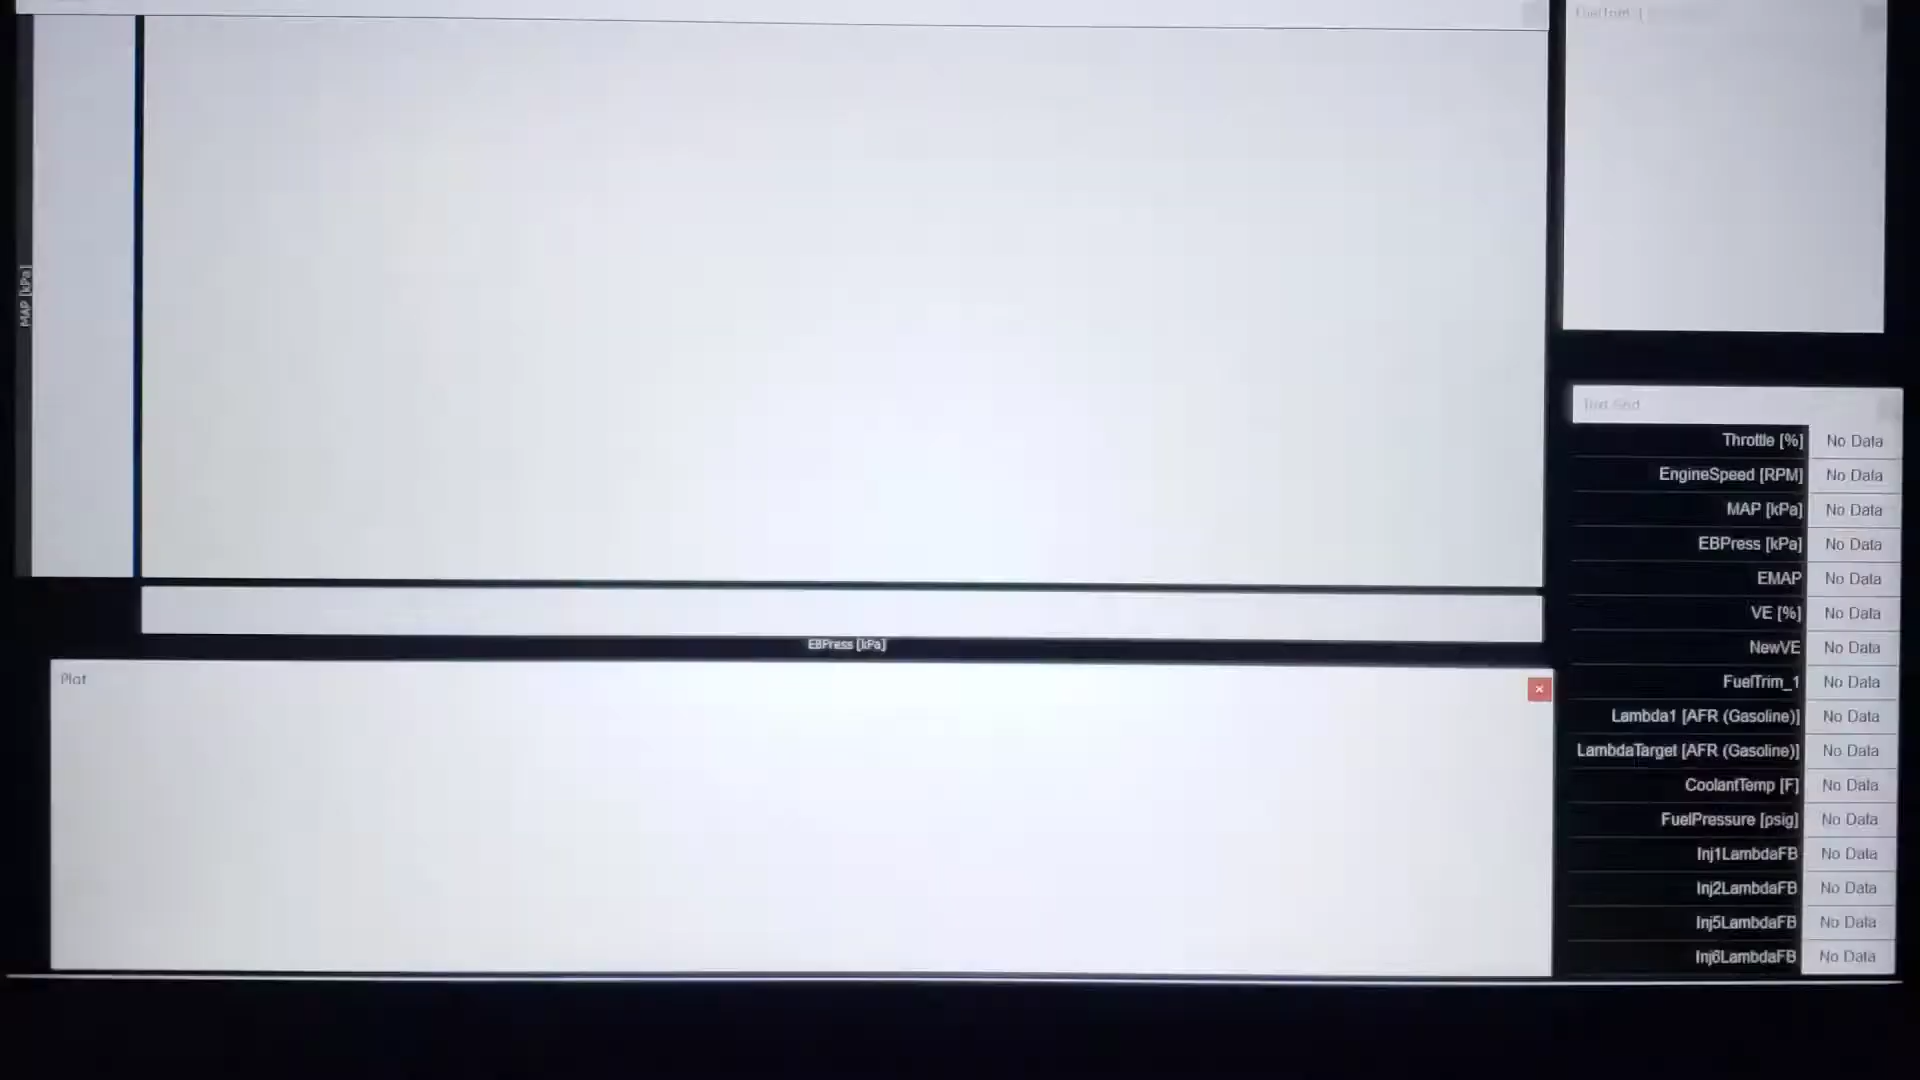 MAP [kPa]
EBPress [kPa]
Plot
Text Grid
Throttle [%] No Data
EngineSpeed [RPM] No Data
MAP [kPa] No Data
EBPress [kPa] No Data
EMAP No Data
VE [%] No Data
NewVE No Data
FuelTrim_1 No Data
Lambda1 [AFR (Gasoline)] No Data
LambdaTarget [AFR (Gasoline)] No Data
CoolantTemp [F] No Data
FuelPressure [psig] No Data
Inj1LambdaFB No Data
Inj2LambdaFB No Data
Inj5LambdaFB No Data
Inj6LambdaFB No Data